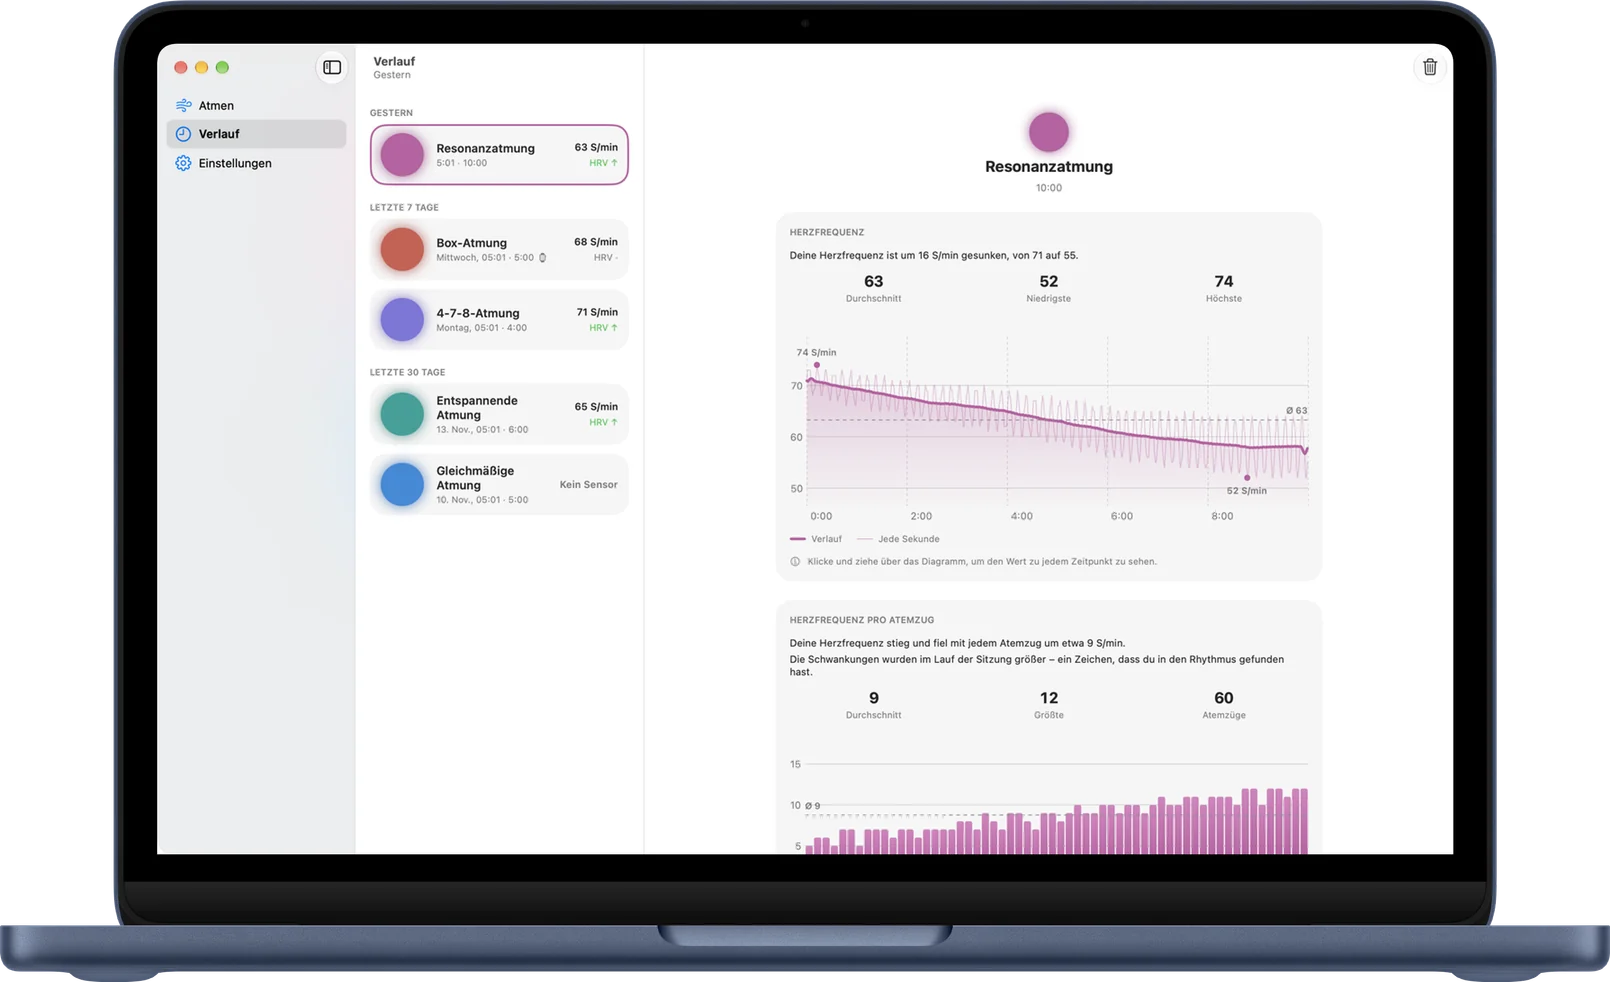 Atmen
Verlauf
Einstellungen
Verlauf
Gestern
GESTERN
Resonanzatmung
63 S/min
5:01 · 10:00
HRV ↑
LETZTE 7 TAGE
Box-Atmung
68 S/min
Mittwoch, 05:01 · 5:00
HRV ·
4-7-8-Atmung
71 S/min
Montag, 05:01 · 4:00
HRV ↑
LETZTE 30 TAGE
Entspannende
Atmung
65 S/min
13. Nov., 05:01 · 6:00
HRV ↑
Gleichmäßige
Atmung
Kein Sensor
10. Nov., 05:01 · 5:00
Resonanzatmung
10:00
HERZFREQUENZ
Deine Herzfrequenz ist um 16 S/min gesunken, von 71 auf 55.
63 52 74
Durchschnitt Niedrigste Höchste
74 S/min
70
Ø 63
60
50
52 S/min
0:00 2:00 4:00 6:00 8:00
Verlauf Jede Sekunde
Klicke und ziehe über das Diagramm, um den Wert zu jedem Zeitpunkt zu sehen.
HERZFREQUENZ PRO ATEMZUG
Deine Herzfrequenz stieg und fiel mit jedem Atemzug um etwa 9 S/min.
Die Schwankungen wurden im Lauf der Sitzung größer – ein Zeichen, dass du in den Rhythmus gefunden
hast.
9 12 60
Durchschnitt Größte Atemzüge
15
10 Ø 9
5